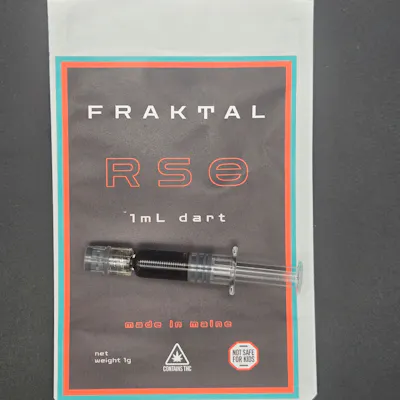 FRAKTAL
RSO
1mL dart
made in maine
net
weight 1g
CONTAINS THC
NOT SAFE
FOR KIDS